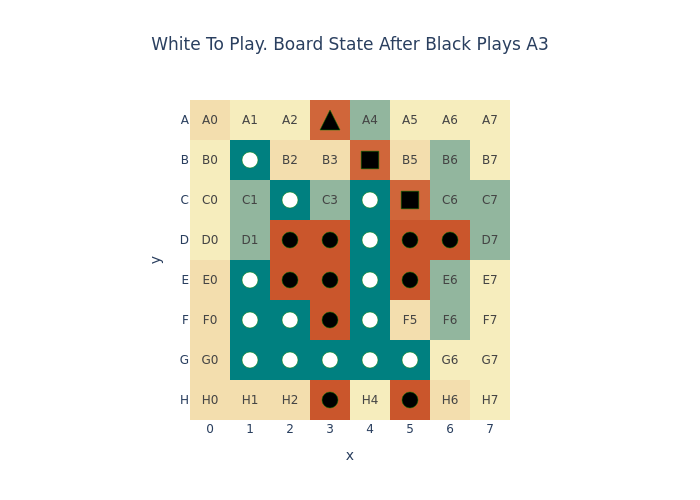 White To Play. Board State After Black Plays A3
A A0 A1 A2 A4 A5 A6 A7
B B0 B2 B3 B5 B6 B7
C C0 C1 C3 C6 C7
D D0 D1 D7
y
E E0 E6 E7
F F0 F5 F6 F7
G G0 G6 G7
H H0 H1 H2 H4 H6 H7
0 1 2 3 4 5 6 7
x